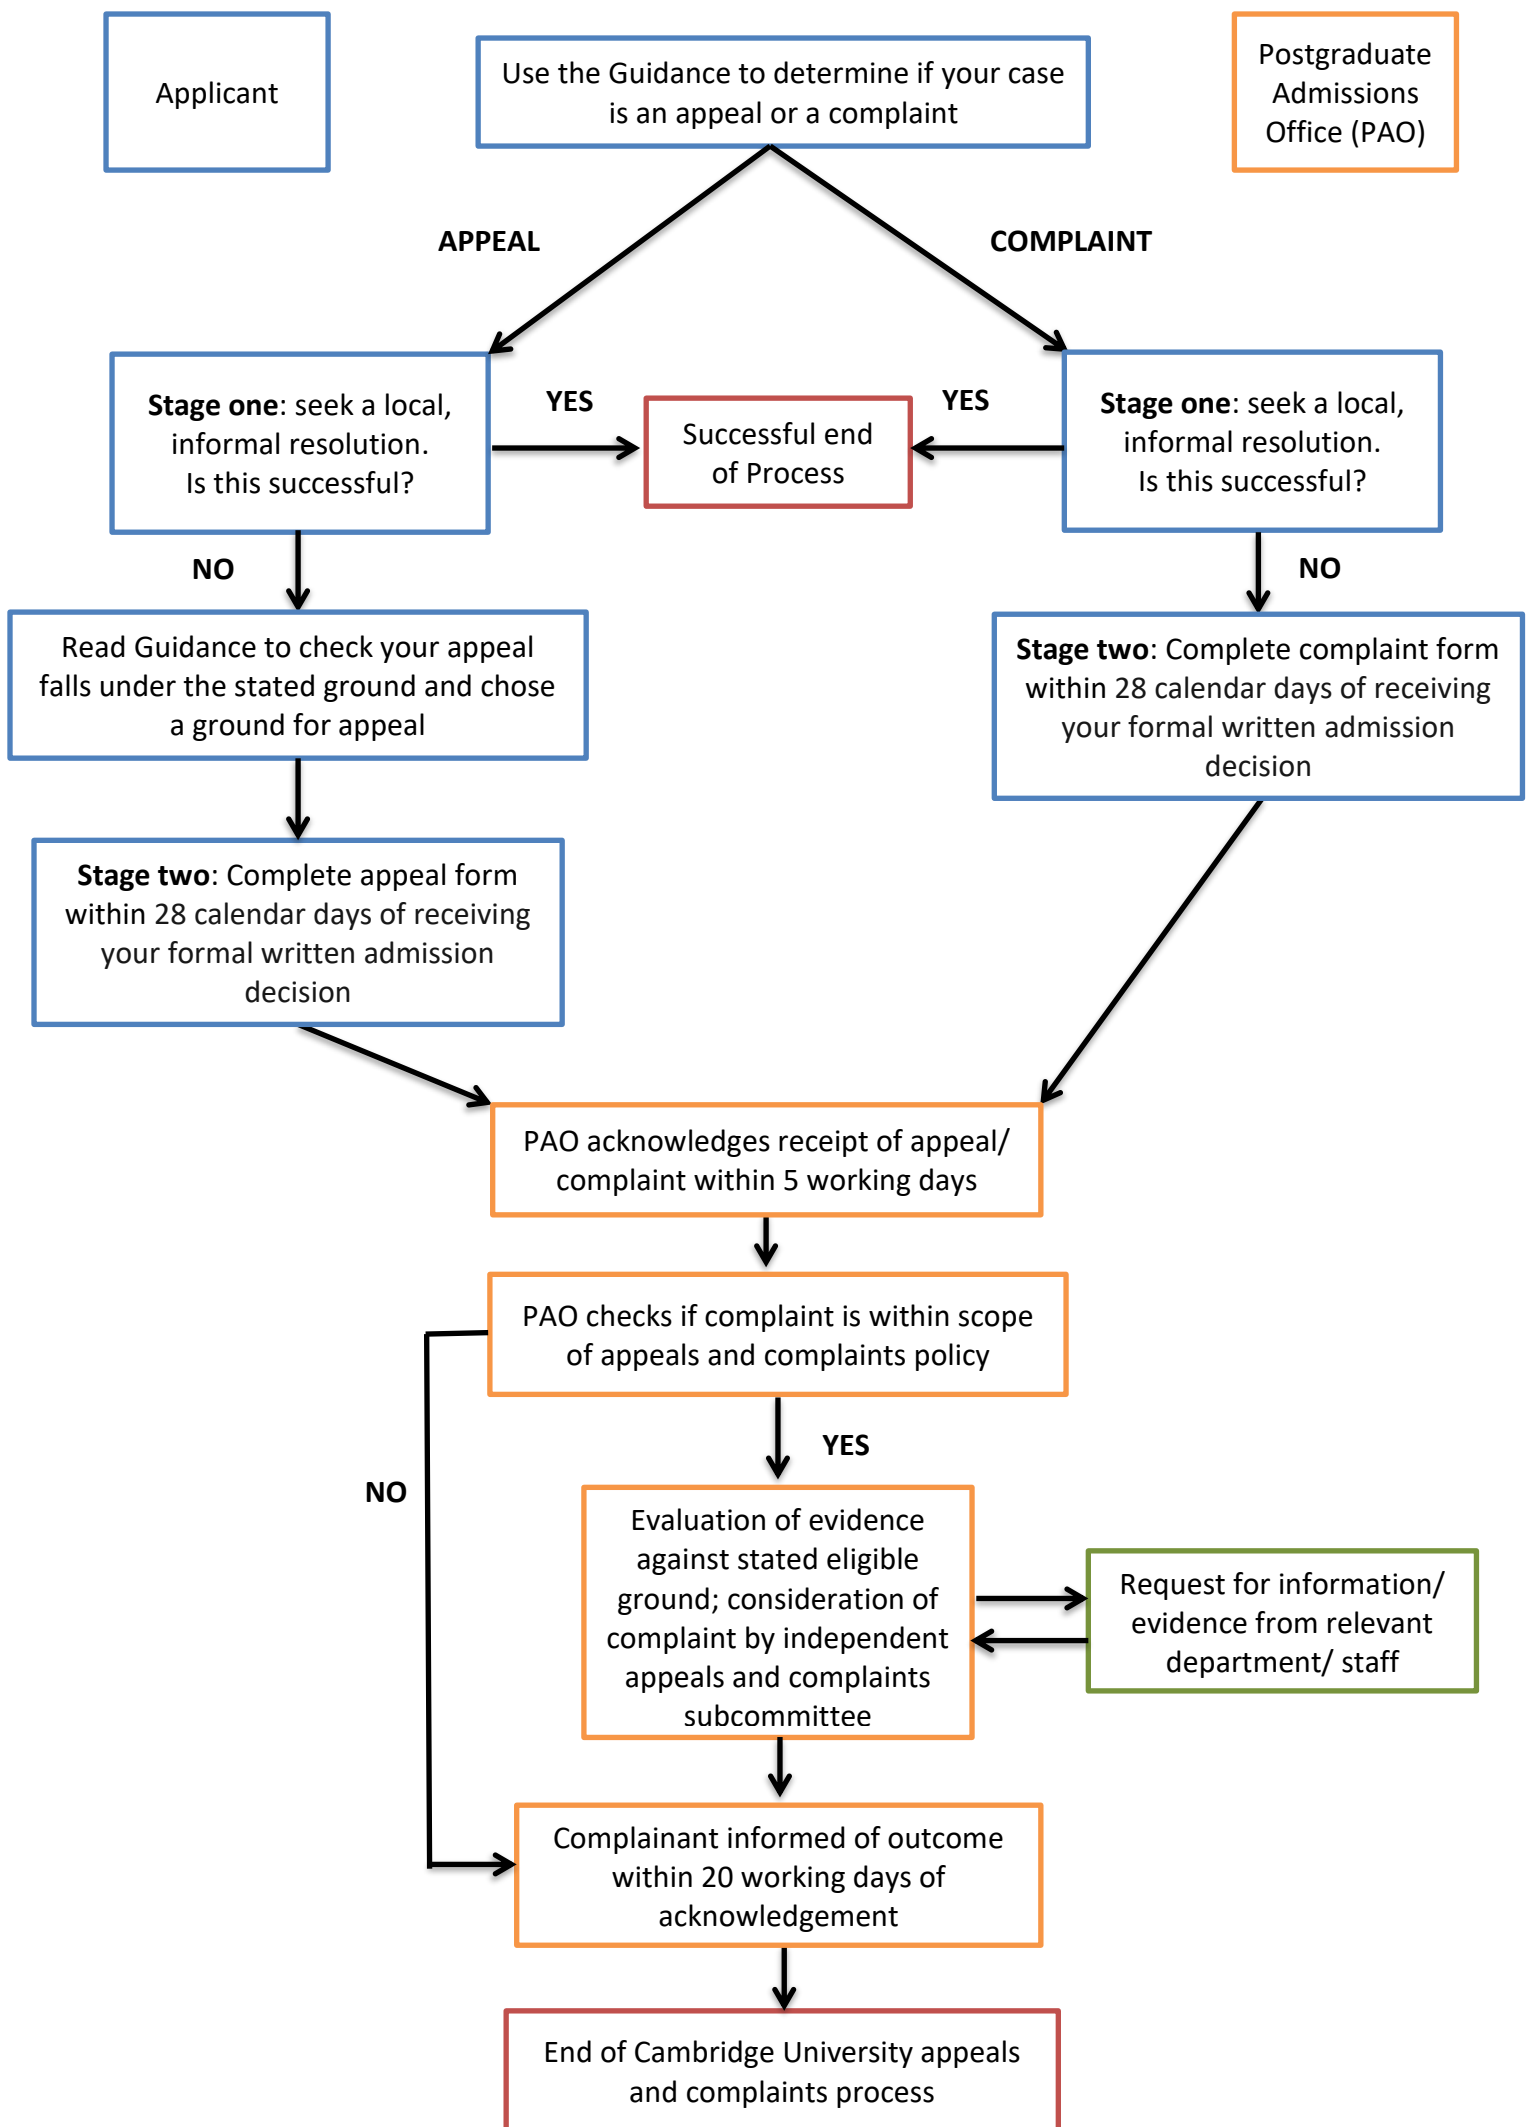 Applicant
Use the Guidance to determine if your case
is an appeal or a complaint
Postgraduate
Admissions
Office (PAO)
APPEAL
COMPLAINT
Stage one: seek a local,
informal resolution.
Is this successful?
YES
Successful end
of Process
YES
Stage one: seek a local,
informal resolution.
Is this successful?
NO
NO
Read Guidance to check your appeal
falls under the stated ground and chose
a ground for appeal
Stage two: Complete complaint form
within 28 calendar days of receiving
your formal written admission
decision
Stage two: Complete appeal form
within 28 calendar days of receiving
your formal written admission
decision
PAO acknowledges receipt of appeal/
complaint within 5 working days
PAO checks if complaint is within scope
of appeals and complaints policy
YES
NO
Evaluation of evidence
against stated eligible
ground; consideration of
complaint by independent
appeals and complaints
subcommittee
Request for information/
evidence from relevant
department/ staff
Complainant informed of outcome
within 20 working days of
acknowledgement
End of Cambridge University appeals
and complaints process